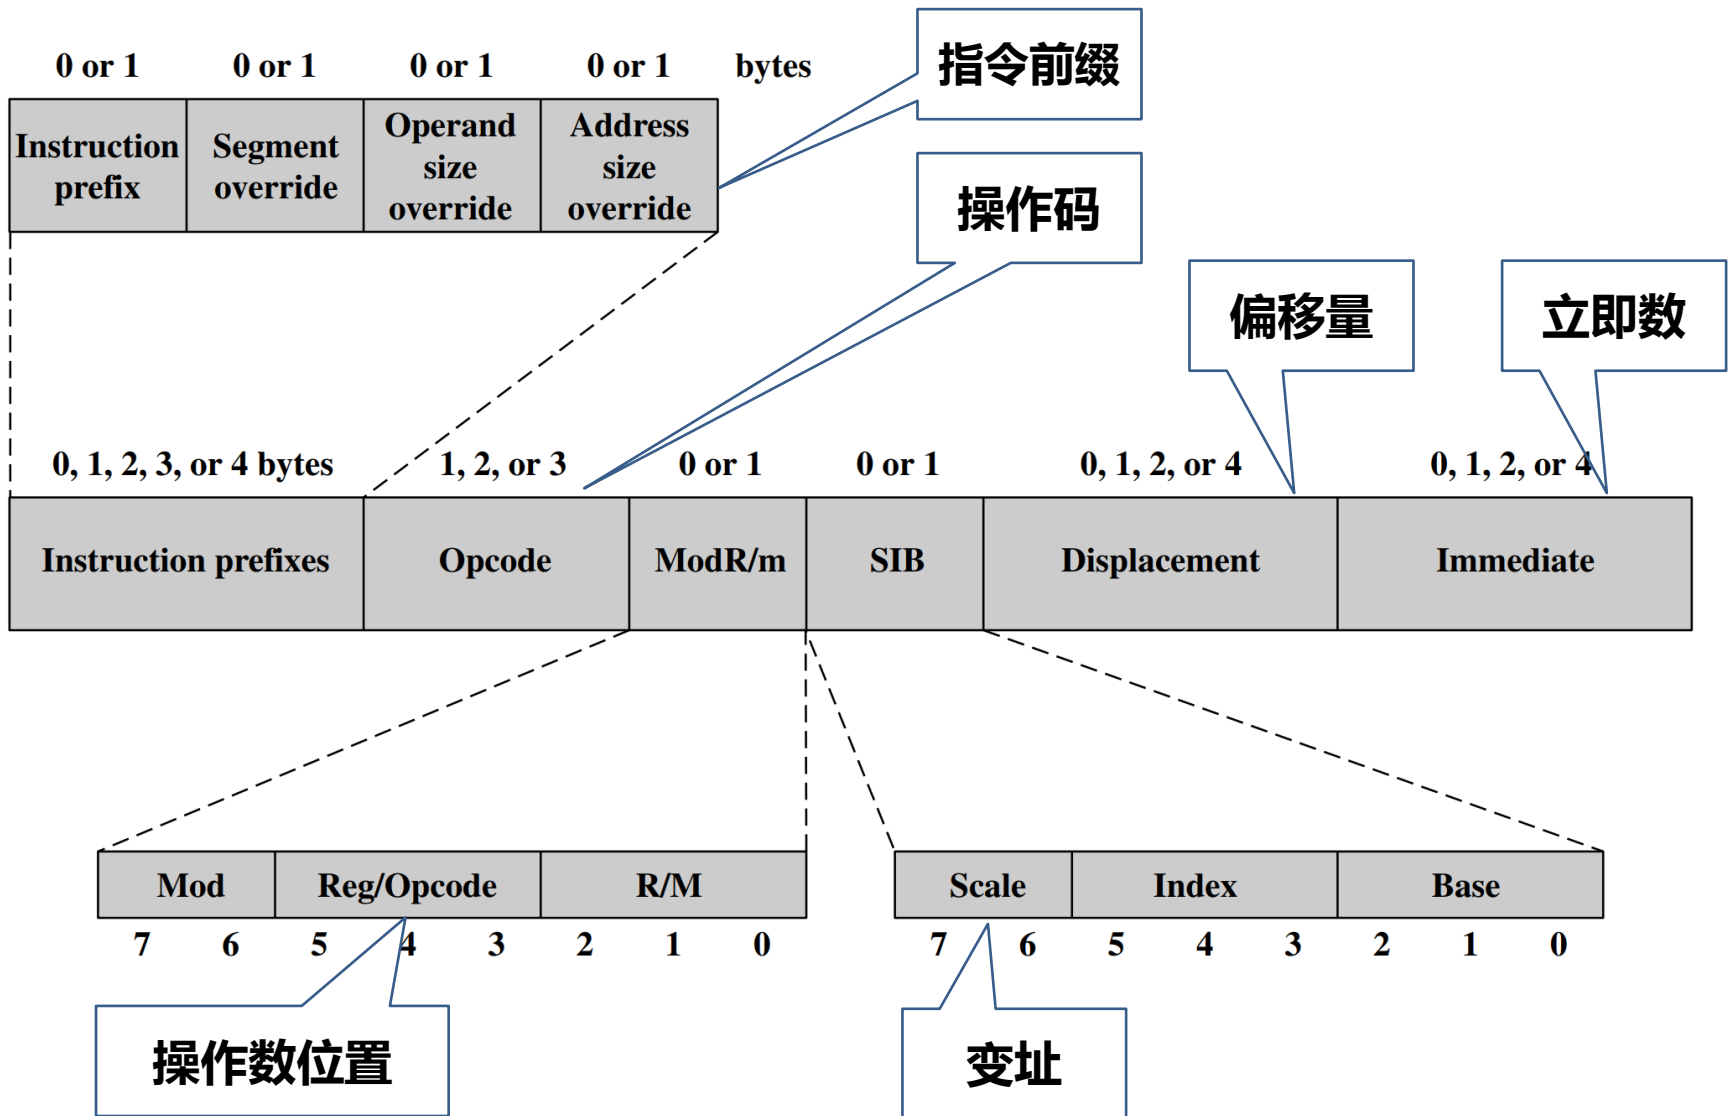 0 or 1 0 or 1 0 or 1 0 or 1 bytes
指令前缀
Instruction prefix
Segment override
Operand size override
Address size override
操作码
偏移量
立即数
0, 1, 2, 3, or 4 bytes 1, 2, or 3 0 or 1 0 or 1 0, 1, 2, or 4 0, 1, 2, or 4
Instruction prefixes Opcode ModR/m SIB Displacement Immediate
Mod Reg/Opcode R/M Scale Index Base
7 6 5 4 3 2 1 0 7 6 5 4 3 2 1 0
操作数位置
变址